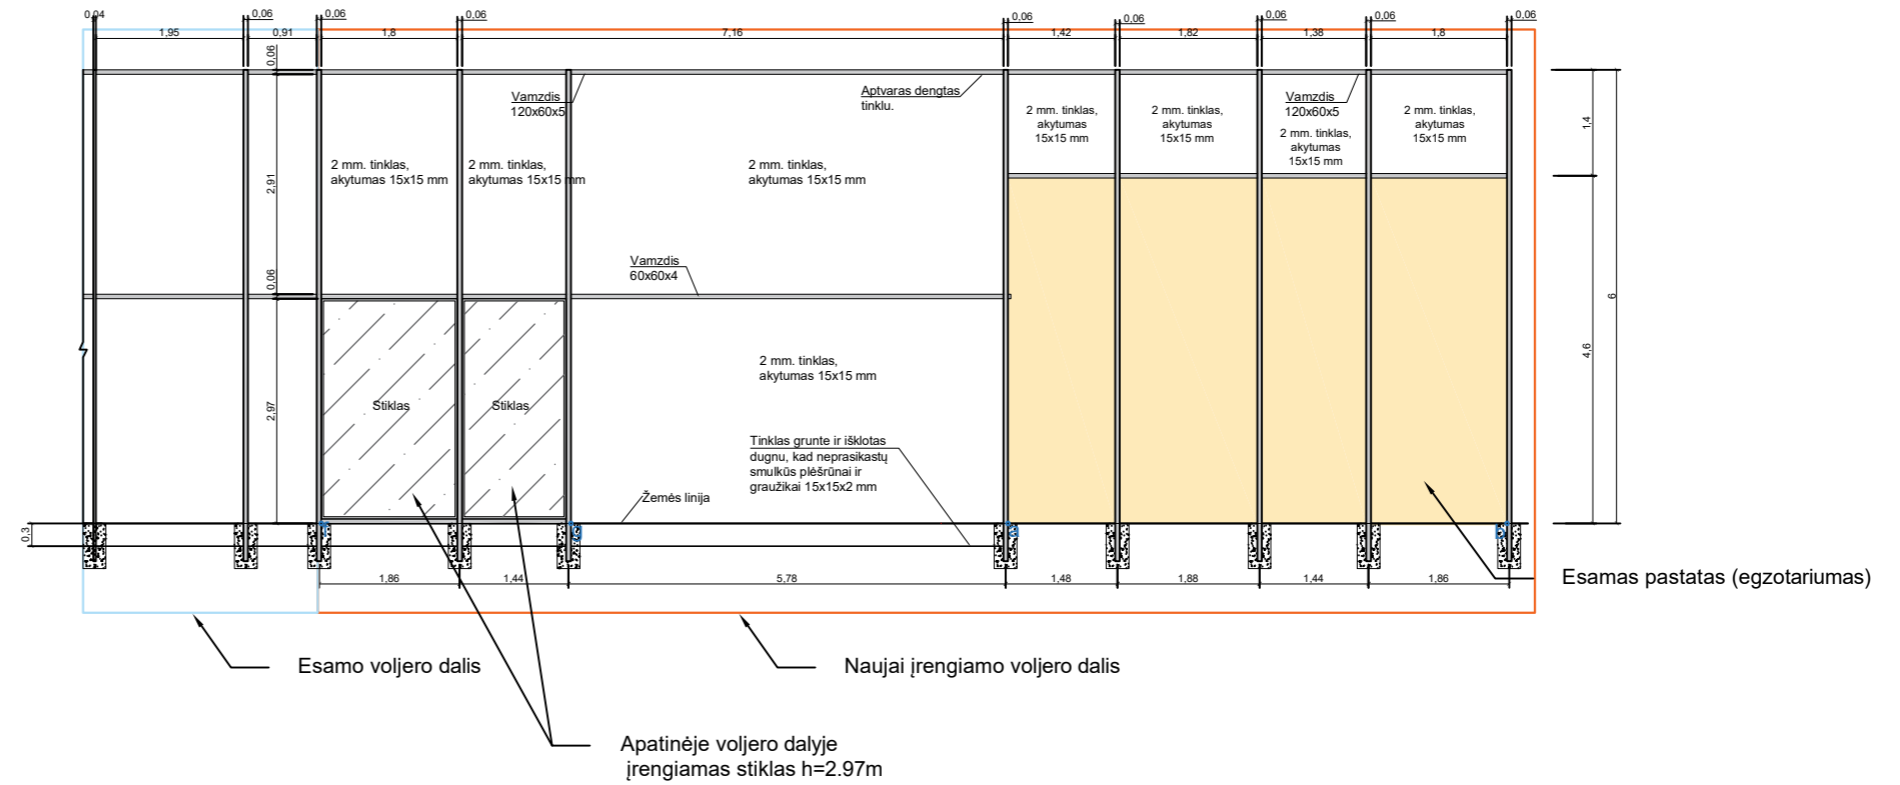 0,04
0,06
0,06
0,06
0,06
0,06
0,06
0,06
0,06
1,95
0,91
1,8
7,16
1,42
1,82
1,38
1,8
0,06
Vamzdis
120x60x5
Aptvaras dengtas
tinklu.
Vamzdis
120x60x5
2 mm. tinklas,
akytumas
15x15 mm
2 mm. tinklas,
akytumas
15x15 mm
2 mm. tinklas,
akytumas
15x15 mm
2 mm. tinklas,
akytumas
15x15 mm
1,4
2 mm. tinklas,
akytumas 15x15 mm
2 mm. tinklas,
akytumas 15x15 mm
2 mm. tinklas,
akytumas 15x15 mm
2,91
0,06
Vamzdis
60x60x4
6
4,6
2 mm. tinklas,
akytumas 15x15 mm
2,97
Stiklas
Stiklas
Tinklas grunte ir išklotas
dugnu, kad neprasikastų
smulkūs plėšrūnai ir
graužikai 15x15x2 mm
Žemės linija
0,3
1,86
1,44
5,78
1,48
1,88
1,44
1,86
Esamas pastatas (egzotariumas)
Esamo voljero dalis
Naujai įrengiamo voljero dalis
Apatinėje voljero dalyje
įrengiamas stiklas h=2.97m